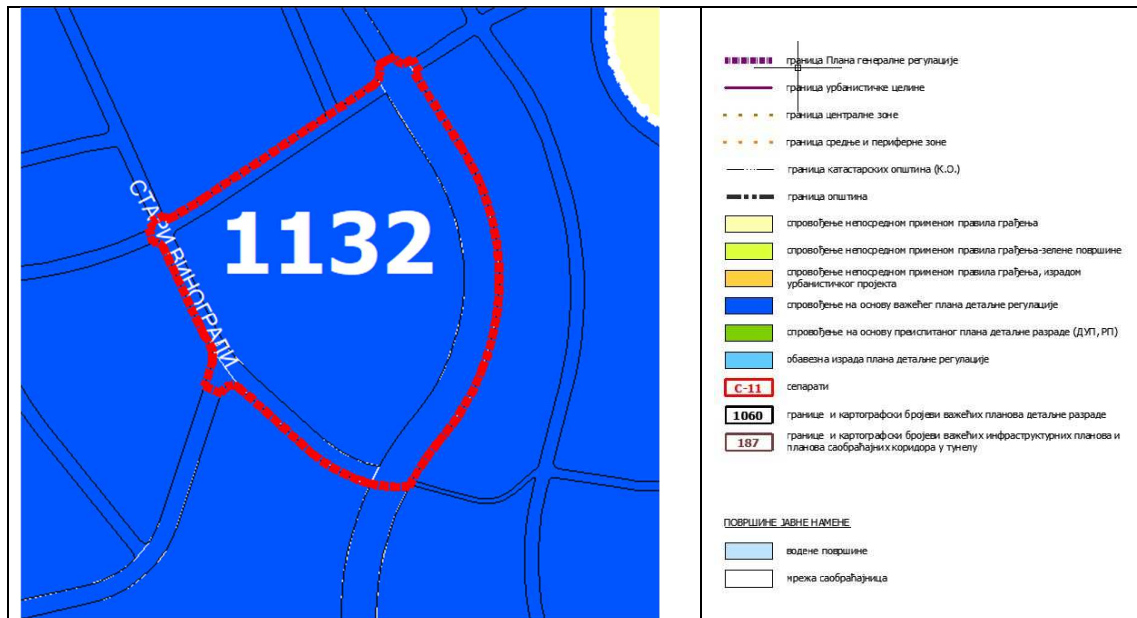 1132
СТАРИ ВИНОГРАДИ
граница Плана генералне регулације
граница урбанистичке целине
граница централне зоне
граница средње и периферне зоне
граница катастарских општина (К.О.)
граница општина
спровођење непосредном применом правила грађења
спровођење непосредном применом правила грађења-зелене површине
спровођење непосредном применом правила грађења, израдом
урбанистичког пројекта
спровођење на основу важећег плана детаљне регулације
спровођење на основу преиспитаног плана детаљне разраде (ДУП, РП)
обавезна израда плана детаљне регулације
С-11
сепарати
1060
границе и картографски бројеви важећих планова детаљне разраде
187
границе и картографски бројеви важећих инфраструктурних планова и
планова саобраћајних коридора у тунелу
ПОВРШИНЕ ЈАВНЕ НАМЕНЕ
водене површине
мрежа саобраћајница